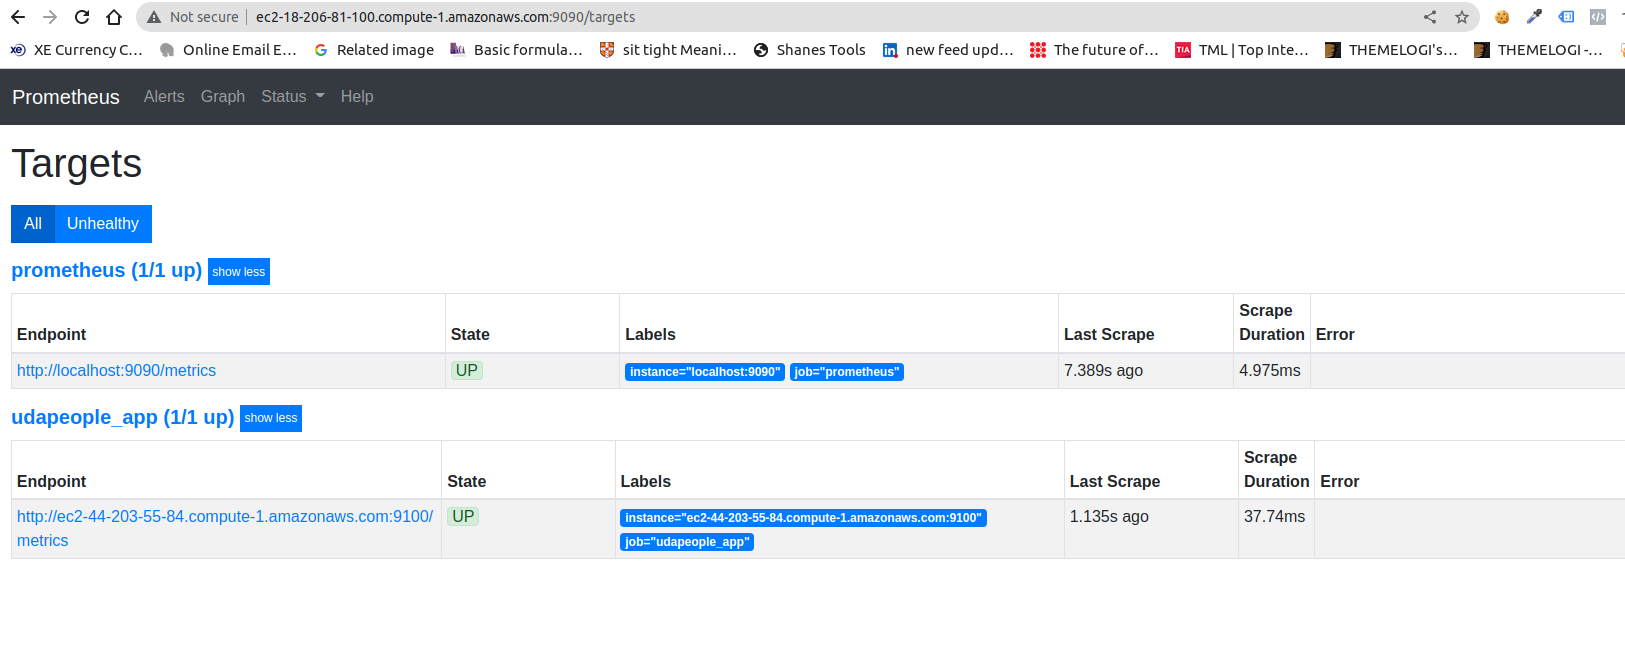 Not secure ec2-18-206-81-100.compute-1.amazonaws.com:9090/targets
XE Currency C... Online Email E... Related image Basic formula... sit tight Meani... Shanes Tools new feed upd... The future of... TML | Top Inte... THEMELOGI's... THEMELOGI -...
Prometheus Alerts Graph Status Help
Targets
All Unhealthy
prometheus (1/1 up) show less
Endpoint State Labels Last Scrape Scrape Duration Error
http://localhost:9090/metrics UP instance="localhost:9090" job="prometheus" 7.389s ago 4.975ms
udapeople_app (1/1 up) show less
Endpoint State Labels Last Scrape Scrape Duration Error
http://ec2-44-203-55-84.compute-1.amazonaws.com:9100/ UP instance="ec2-44-203-55-84.compute-1.amazonaws.com:9100" 1.135s ago 37.74ms
metrics job="udapeople_app"